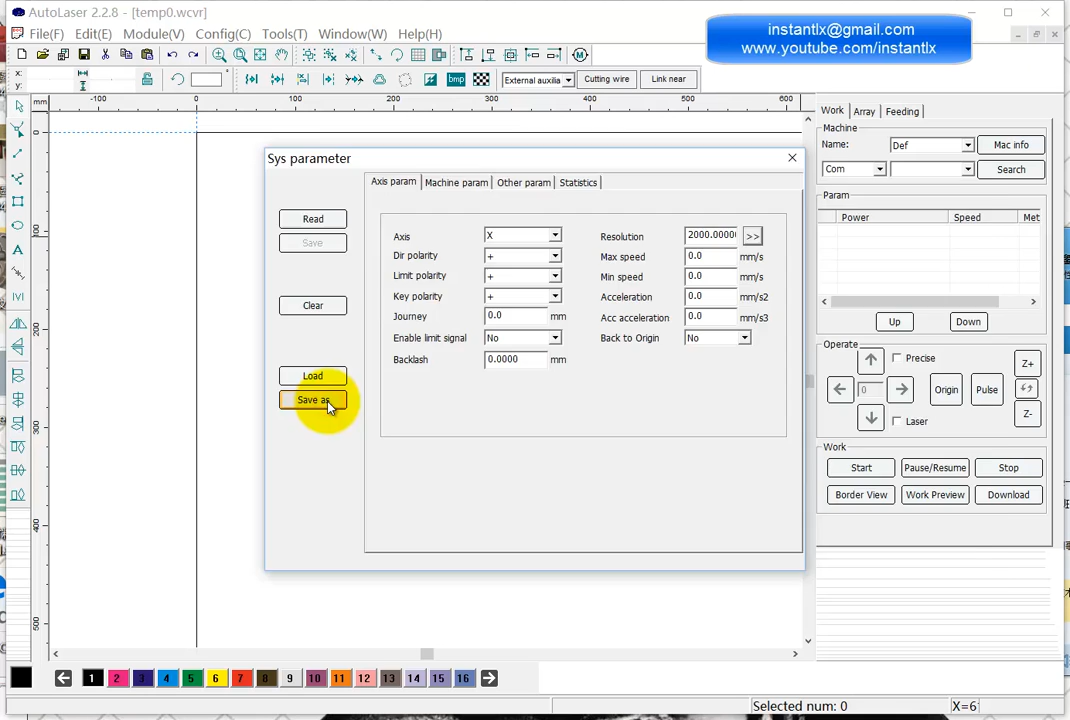 AutoLaser 2.2.8 - [temp0.wcvr]
instantlx@gmail.com
www.youtube.com/instantlx
File(F) Edit(E) Module(V) Config(C) Tools(T) Window(W) Help(H)
x:
y:
°
bmp
External auxilia
Cutting wire
Link near
mm
-100 0 100 200 300 400 500 600
0
100
200
300
400
500
Sys parameter
Axis param Machine param Other param Statistics
Read
Save
Clear
Load
Save as
Axis X Resolution 2000.0000 >>
Dir polarity + Max speed 0.0 mm/s
Limit polarity + Min speed 0.0 mm/s
Key polarity + Acceleration 0.0 mm/s2
Journey 0.0 mm Acc acceleration 0.0 mm/s3
Enable limit signal No Back to Origin No
Backlash 0.0000 mm
Work Array Feeding
Machine
Name: Def Mac info
Com Search
Param
Power Speed Met
Up Down
Operate
Precise
0
Origin Pulse
Z+
Z-
Laser
Work
Start Pause/Resume Stop
Border View Work Preview Download
1 2 3 4 5 6 7 8 9 10 11 12 13 14 15 16
Selected num: 0 X=6